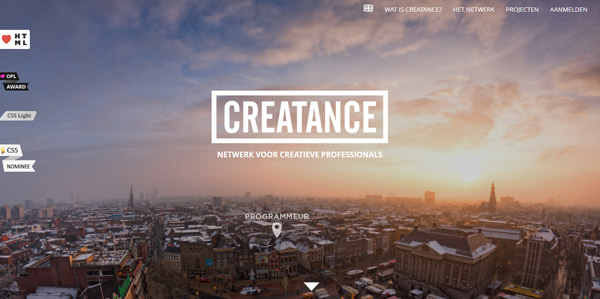 WAT IS CREATANCE?
HET NETWERK
PROJECTEN
AANMELDEN
HT
ML
OPL
AWARD
CSS Light
CSS
NOMINEE
CREATANCE
NETWERK VOOR CREATIEVE PROFESSIONALS
PROGRAMMEUR